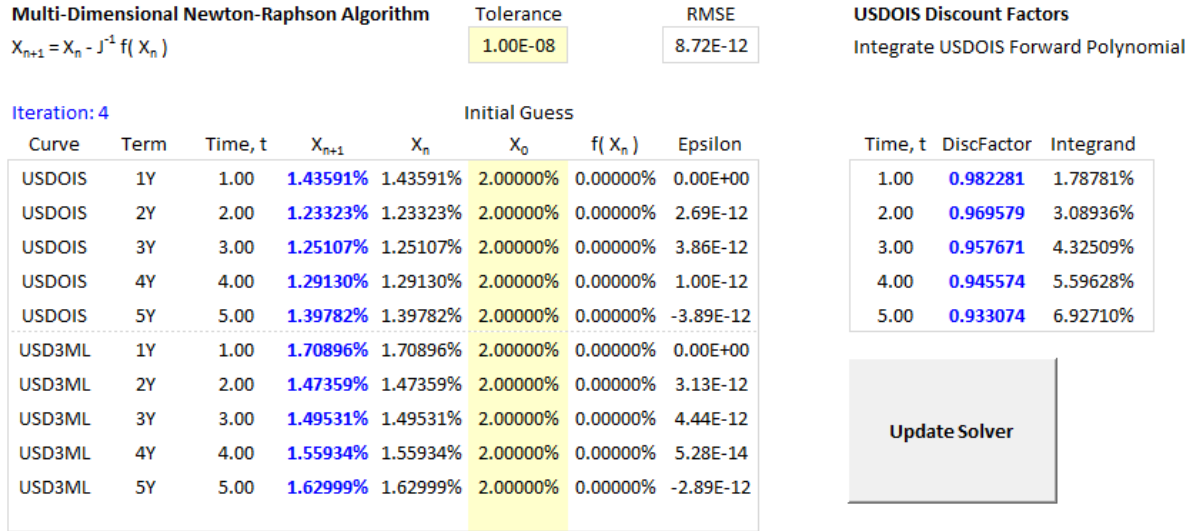 Multi-Dimensional Newton-Raphson Algorithm Tolerance RMSE USDOIS Discount Factors
Xn+1 = Xn - J-1 f( Xn ) 1.00E-08 8.72E-12 Integrate USDOIS Forward Polynomial
Iteration: 4 Initial Guess
Curve Term Time, t Xn+1 Xn X0 f( Xn ) Epsilon Time, t DiscFactor Integrand
USDOIS 1Y 1.00 1.43591% 1.43591% 2.00000% 0.00000% 0.00E+00 1.00 0.982281 1.78781%
USDOIS 2Y 2.00 1.23323% 1.23323% 2.00000% 0.00000% 2.69E-12 2.00 0.969579 3.08936%
USDOIS 3Y 3.00 1.25107% 1.25107% 2.00000% 0.00000% 3.86E-12 3.00 0.957671 4.32509%
USDOIS 4Y 4.00 1.29130% 1.29130% 2.00000% 0.00000% 1.00E-12 4.00 0.945574 5.59628%
USDOIS 5Y 5.00 1.39782% 1.39782% 2.00000% 0.00000% -3.89E-12 5.00 0.933074 6.92710%
USD3ML 1Y 1.00 1.70896% 1.70896% 2.00000% 0.00000% 0.00E+00
USD3ML 2Y 2.00 1.47359% 1.47359% 2.00000% 0.00000% 3.13E-12
USD3ML 3Y 3.00 1.49531% 1.49531% 2.00000% 0.00000% 4.44E-12
USD3ML 4Y 4.00 1.55934% 1.55934% 2.00000% 0.00000% 5.28E-14
USD3ML 5Y 5.00 1.62999% 1.62999% 2.00000% 0.00000% -2.89E-12
Update Solver